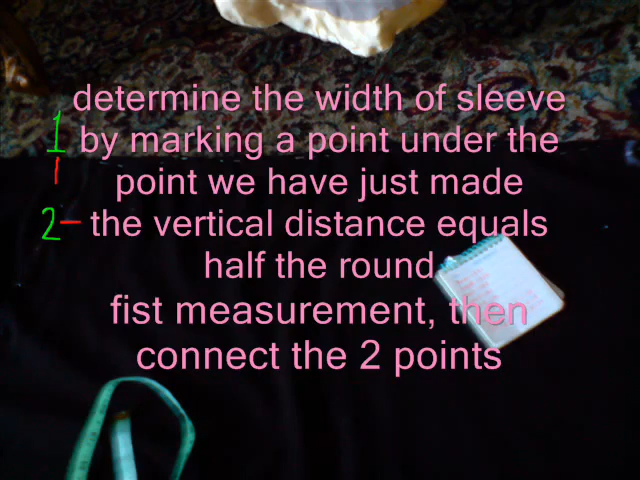 determine the width of sleeve
1 by marking a point under the
point we have just made
2- the vertical distance equals
half the round
fist measurement, then
connect the 2 points